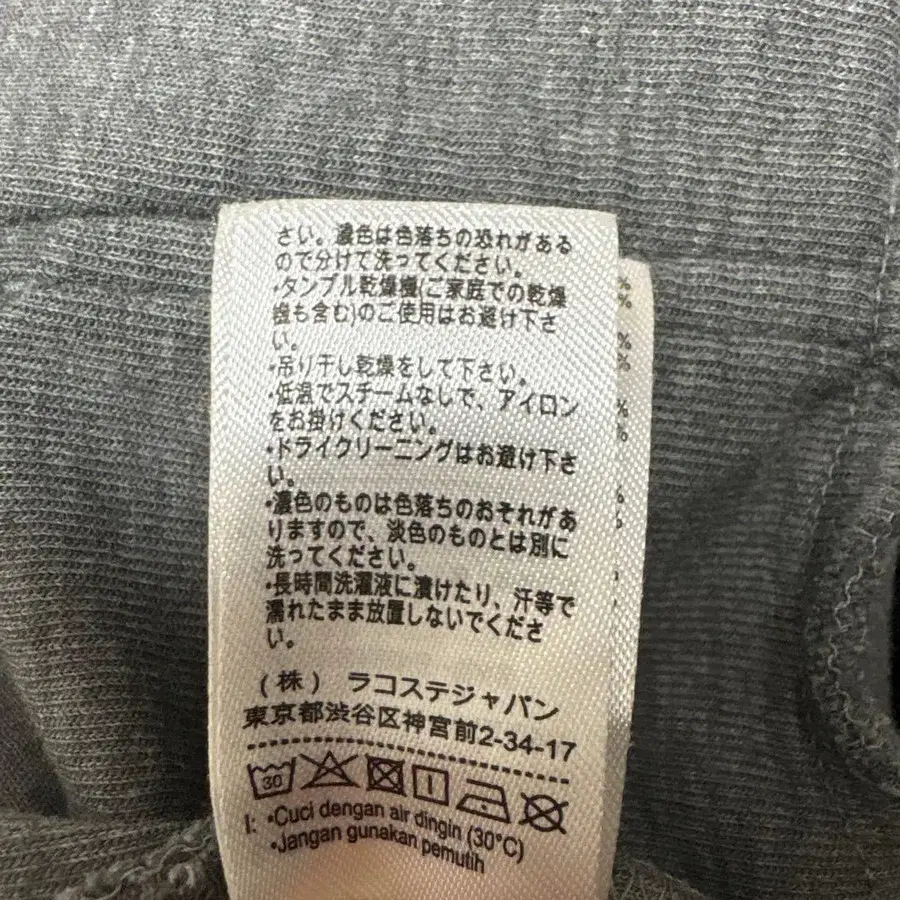 さい。濃色は色落ちの恐れがある
ので分けて洗ってください。
・タンブル乾燥機(ご家庭での乾燥
機も含む)のご使用はお避け下さ
い。
・吊り干し乾燥をして下さい。
・低温でスチームなしで、アイロン
をお掛けください。
・ドライクリーニングはお避け下さ
い。
・濃色のものは色落ちのおそれがあ
りますので、淡色のものとは別に
洗ってください。
・長時間洗濯液に漬けたり、汗等で
濡れたまま放置しないでくださ
い。
(株) ラコステジャパン
東京都渋谷区神宮前2-34-17
30
I: •Cuci dengan air dingin (30°C)
•Jangan gunakan pemutih
%
%
%
%
%
%
%
%